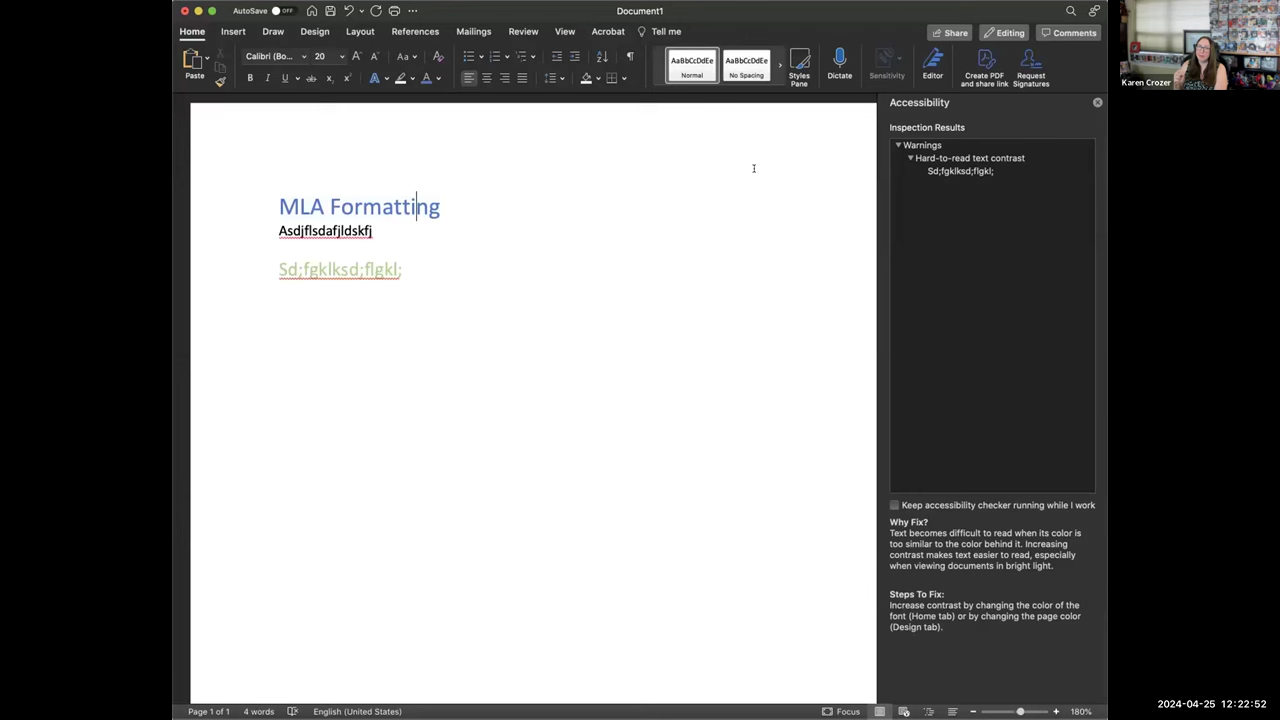 AutoSave OFF
Document1
Home Insert Draw Design Layout References Mailings Review View Acrobat Tell me
Share Editing Comments
Karen Crozer
Paste
Calibri (Bo... 20
AaBbCcDdEe AaBbCcDdEe
Normal No Spacing
Styles Pane
Dictate
Sensitivity
Editor
Create PDF and share link
Request Signatures
Accessibility
Inspection Results
Warnings
Hard-to-read text contrast
Sd;fgklksd;flgkl;
MLA Formatting
Asdjflsdafjldskfj
Sd;fgklksd;flgkl;
Keep accessibility checker running while I work
Why Fix?
Text becomes difficult to read when its color is
too similar to the color behind it. Increasing
contrast makes text easier to read, especially
when viewing documents in bright light.
Steps To Fix:
Increase contrast by changing the color of the
font (Home tab) or by changing the page color
(Design tab).
Page 1 of 1 4 words English (United States) Focus 180%
2024-04-25 12:22:52